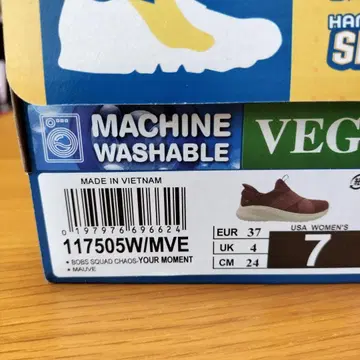 HAN
S
MACHINE
WASHABLE
VEG
MADE IN VIETNAM
0 197976 696624
117505W/MVE
• BOBS SQUAD CHAOS-YOUR MOMENT
• MAUVE
EUR 37
UK 4
CM 24
USA WOMEN'S
7